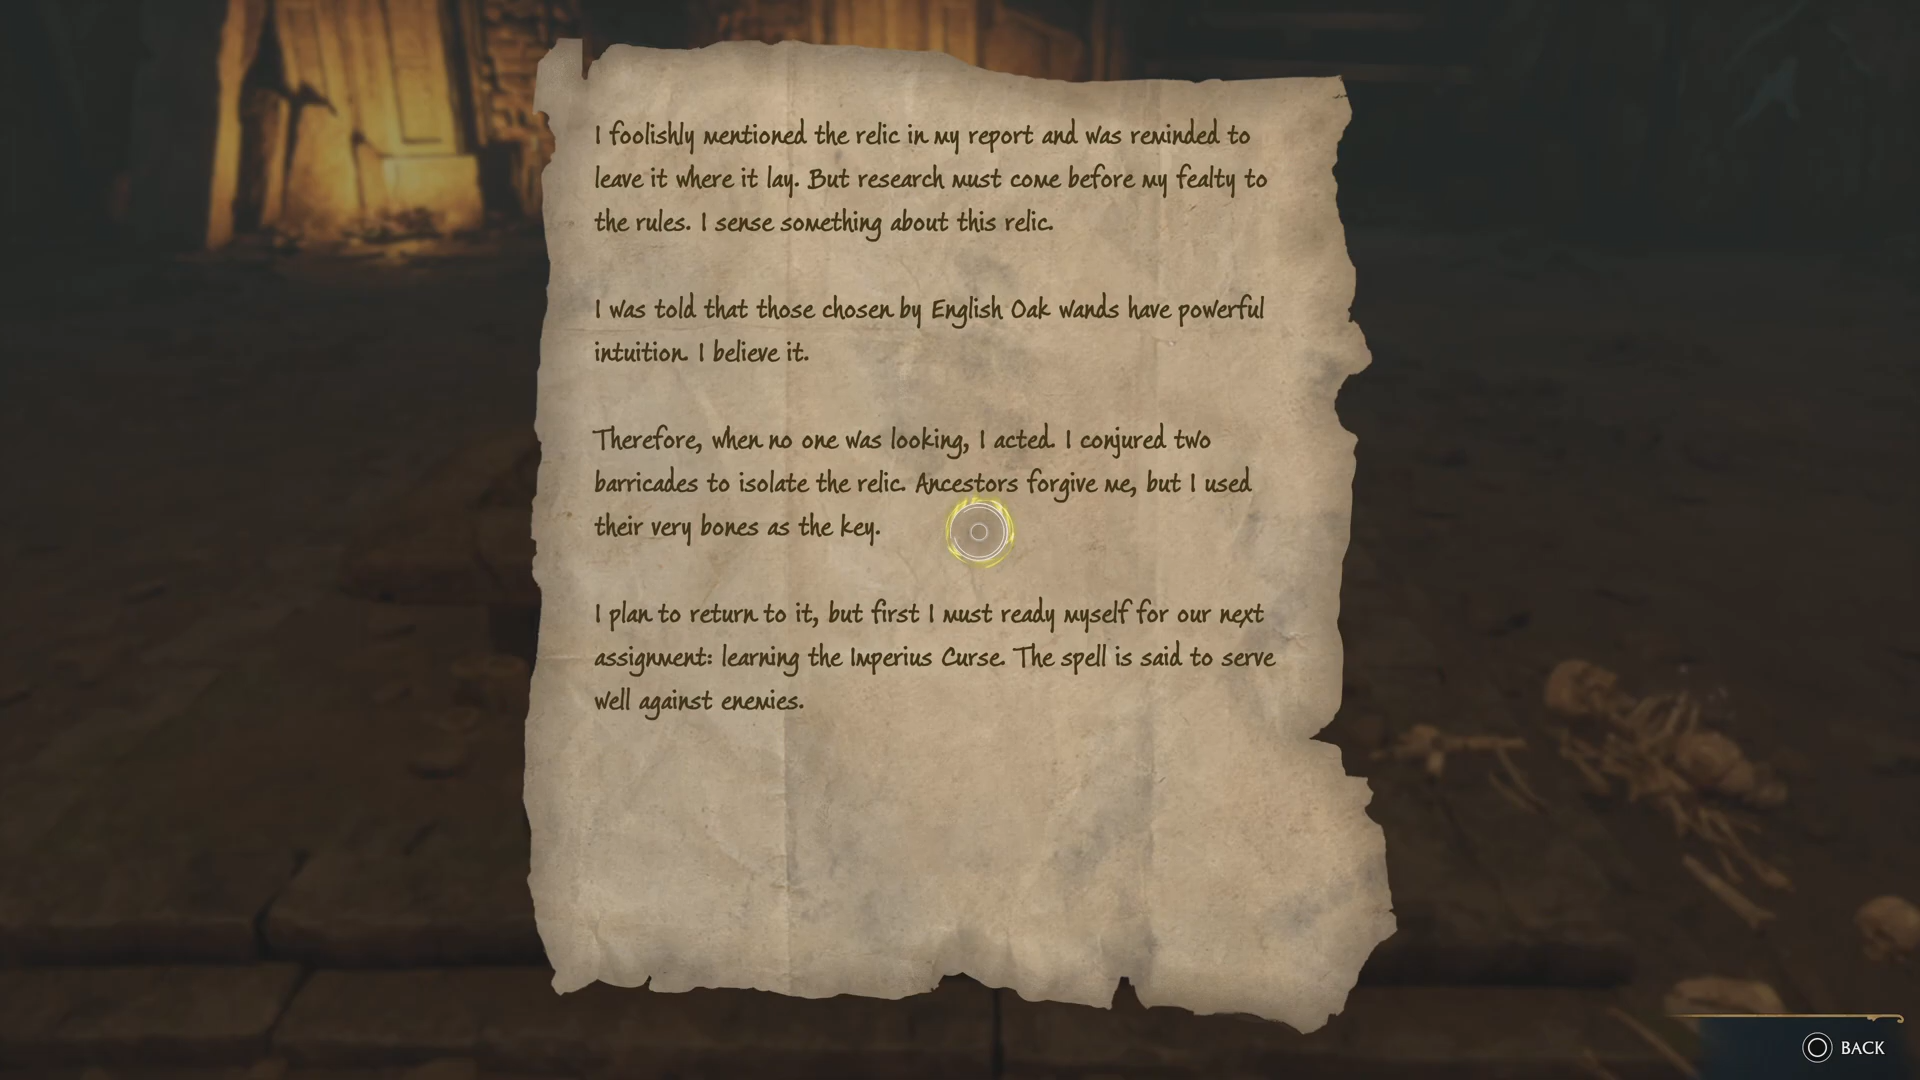 I foolishly mentioned the relic in my report and was reminded to
leave it where it lay. But research must come before my fealty to
the rules. I sense something about this relic.
I was told that those chosen by English Oak wands have powerful
intuition. I believe it.
Therefore, when no one was looking, I acted. I conjured two
barricades to isolate the relic. Ancestors forgive me, but I used
their very bones as the key.
I plan to return to it, but first I must ready myself for our next
assignment: learning the Imperius Curse. The spell is said to serve
well against enemies.
BACK